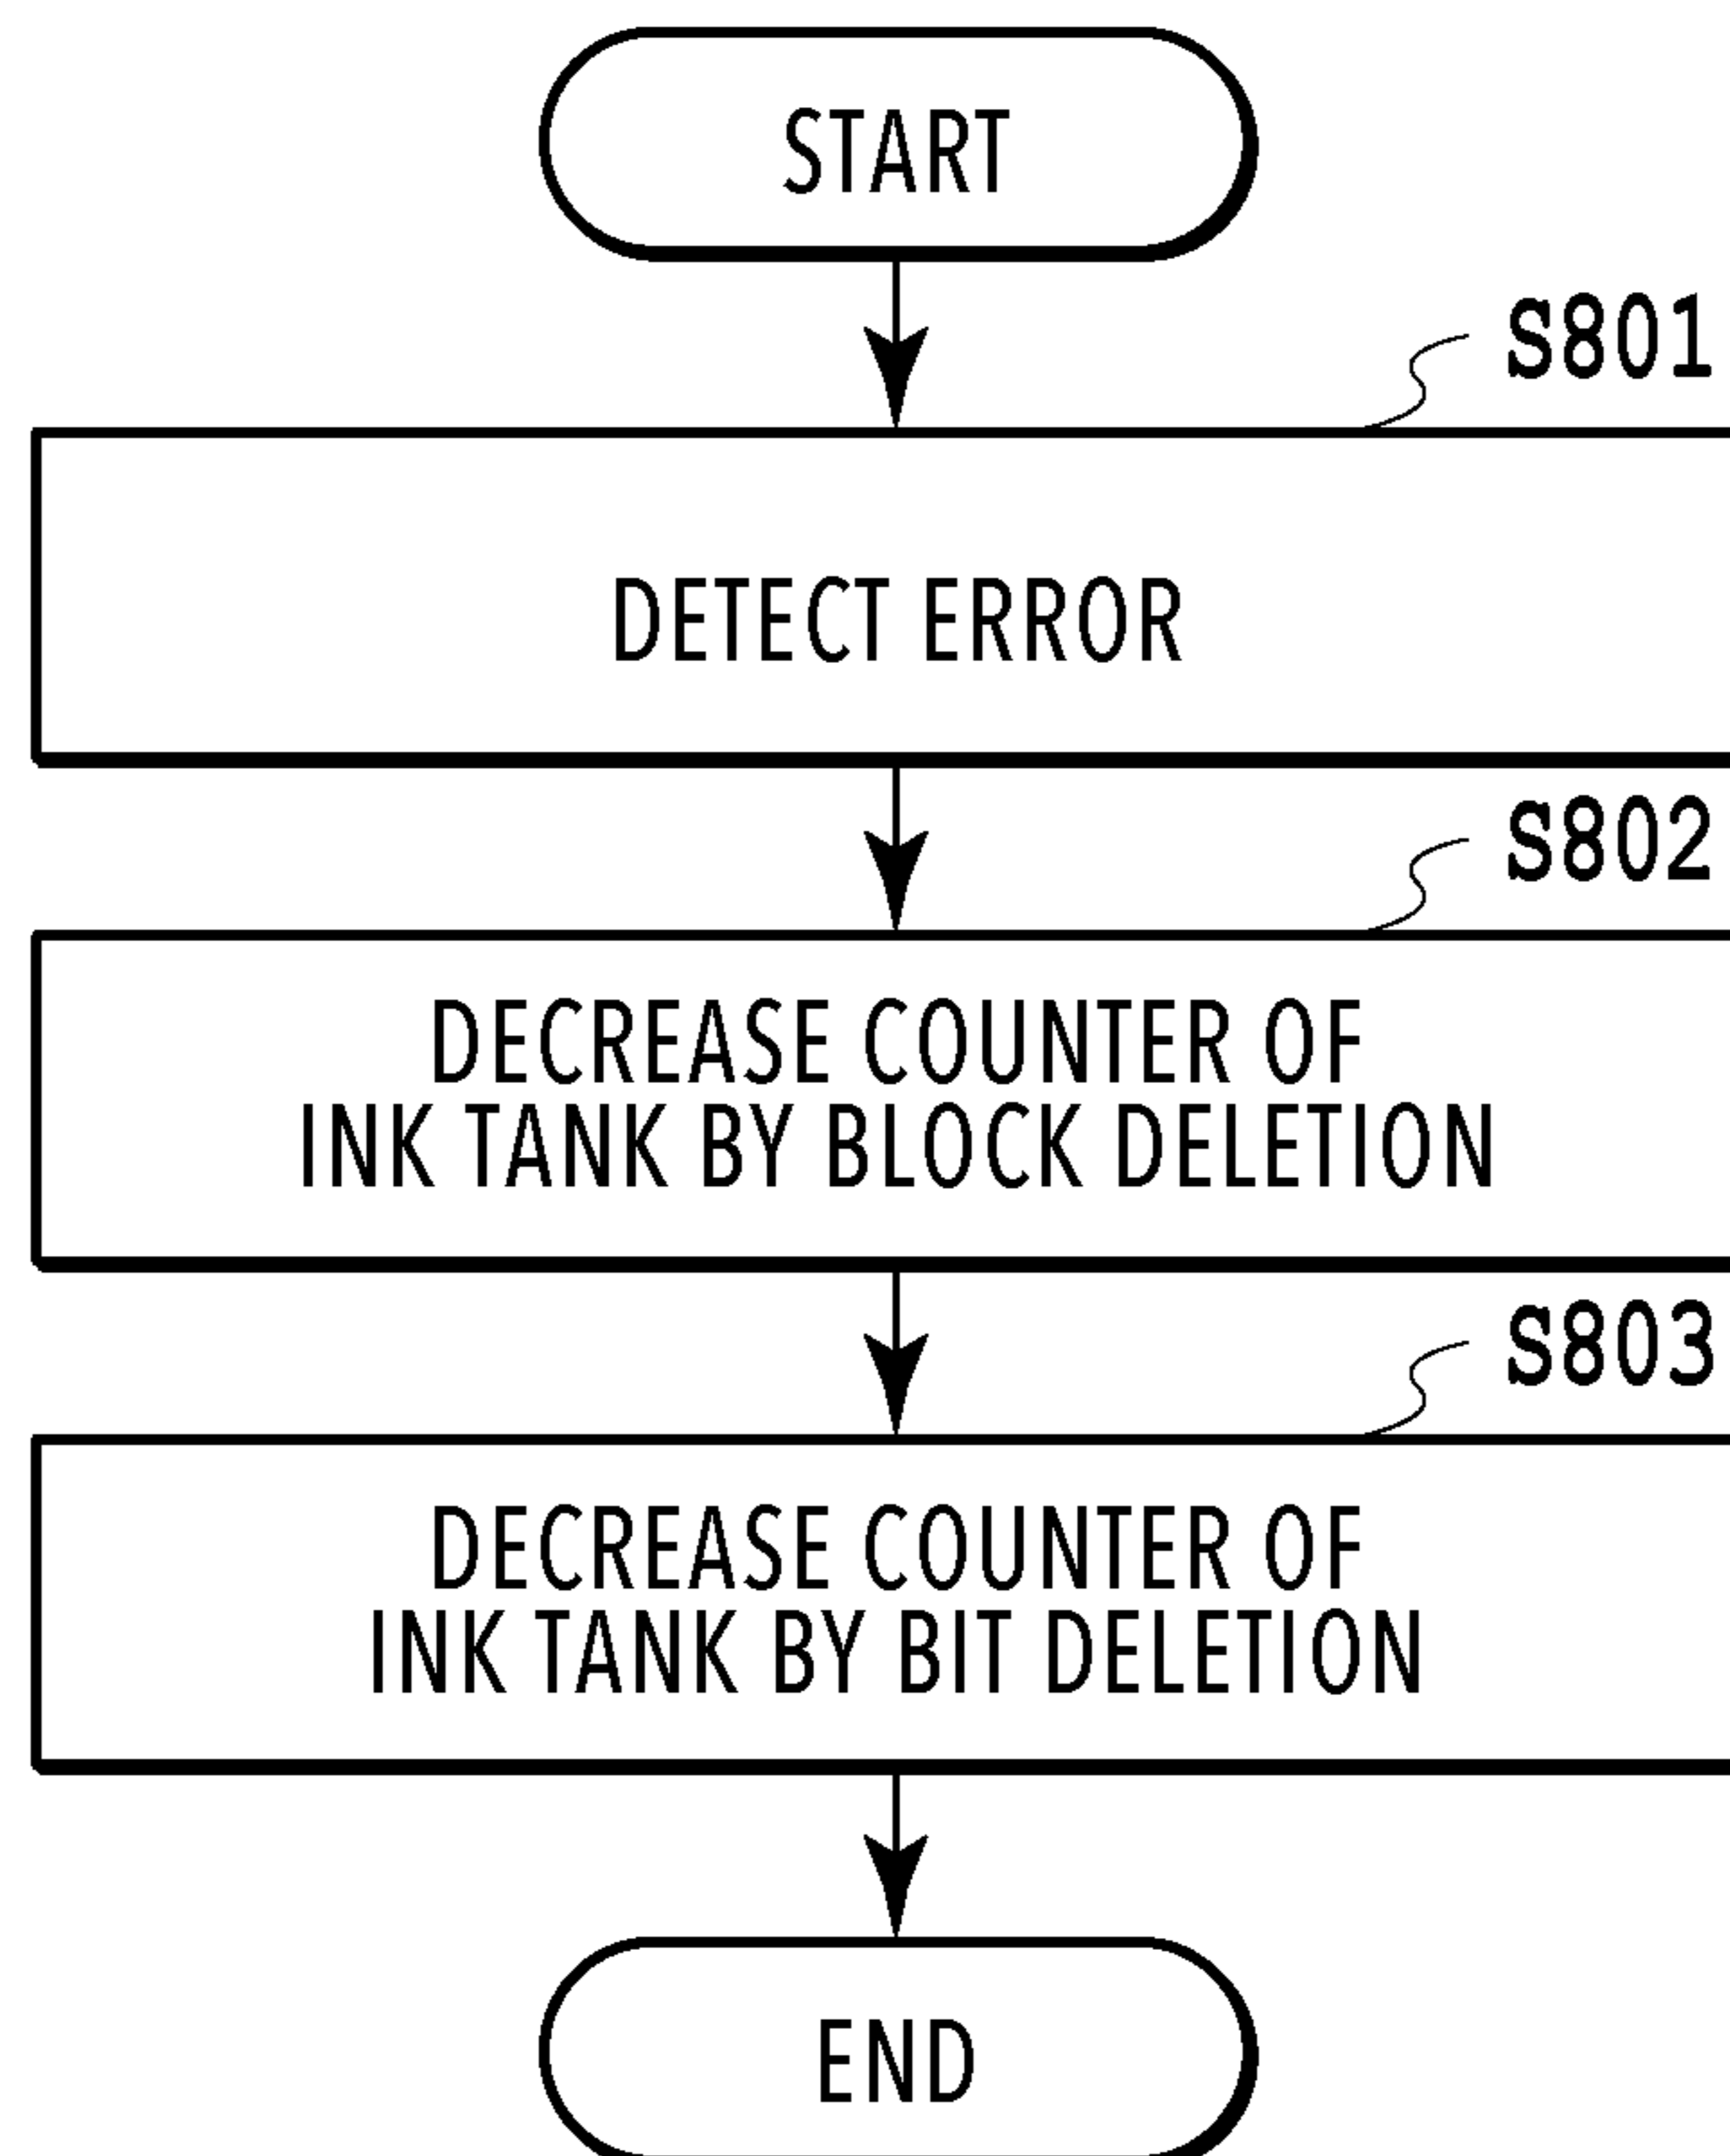 START
S801
DETECT ERROR
S802
DECREASE COUNTER OF
INK TANK BY BLOCK DELETION
S803
DECREASE COUNTER OF
INK TANK BY BIT DELETION
END